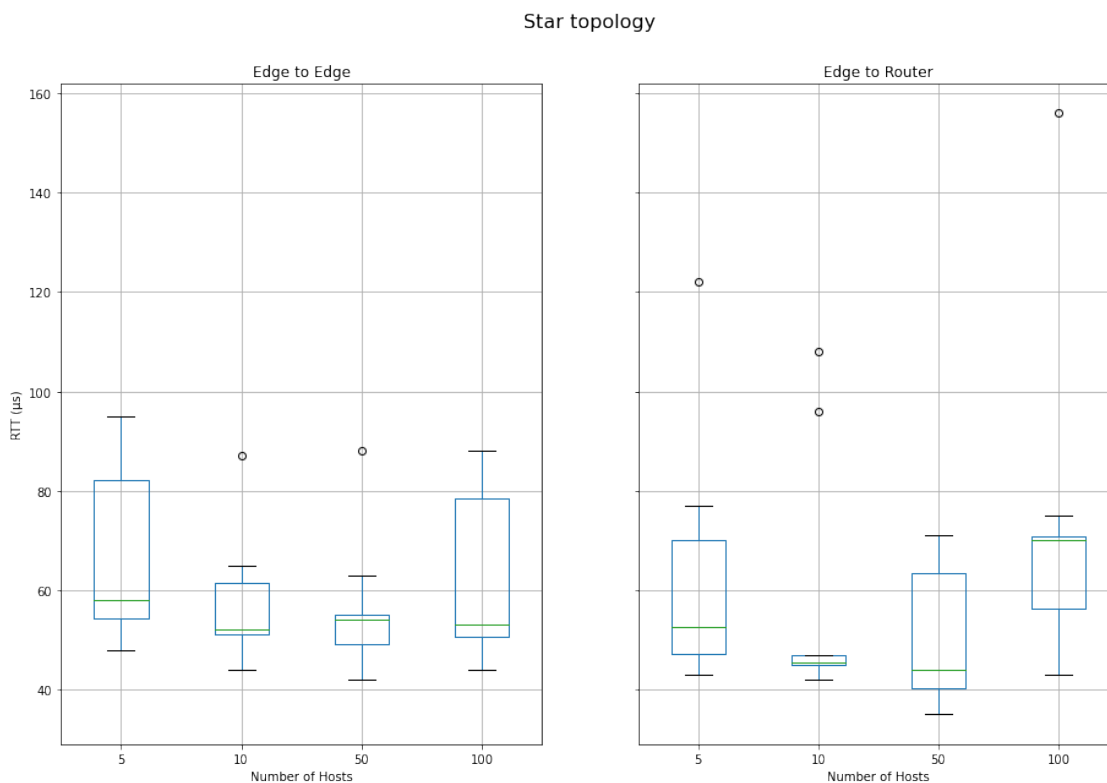 Star topology
Edge to Edge
Edge to Router
160
140
120
100
80
60
40
RTT (µs)
5 10 50 100
5 10 50 100
Number of Hosts
Number of Hosts